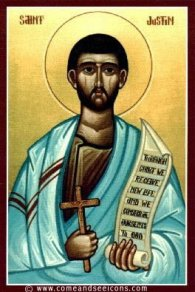 SAINT JUSTIN
THROUGH
CHRIST WE
RECEIVE
NEW LIFE
AND WE
CONSECRATE
OURSELVES
TO GOD
© www.comeandseeicons.com